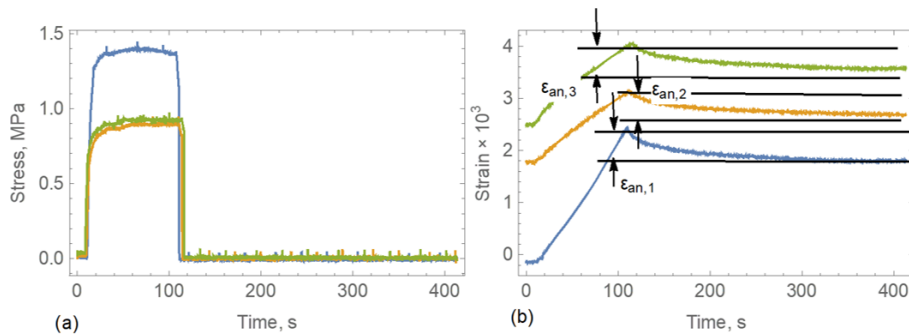 Stress, MPa
1.5
1.0
0.5
0.0
0
100
200
300
400
Time, s
(a)
Strain × 10³
4
3
2
1
0
εan,3
εan,2
εan,1
0
100
200
300
400
Time, s
(b)